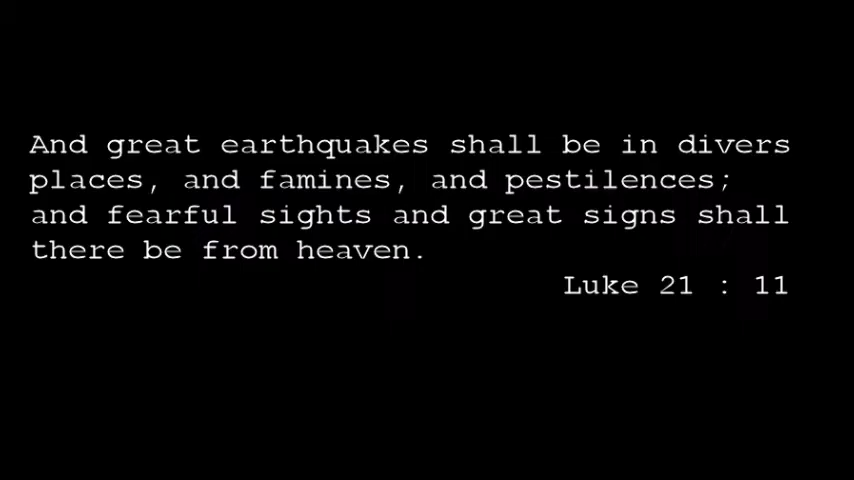 And great earthquakes shall be in divers
places, and famines, and pestilences;
and fearful sights and great signs shall
there be from heaven.
Luke 21 : 11